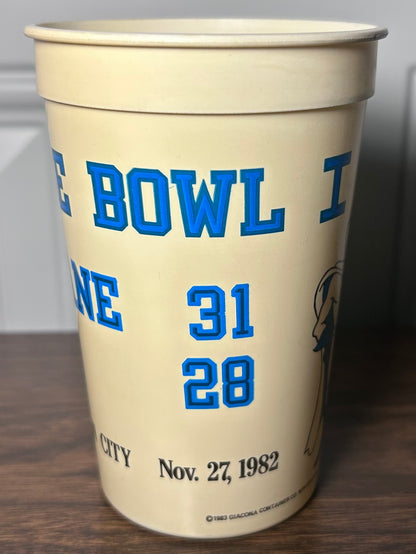 E BOWL I
NE 31
28
CITY Nov. 27, 1982
©1983 GIACONA CONTAINER CO.